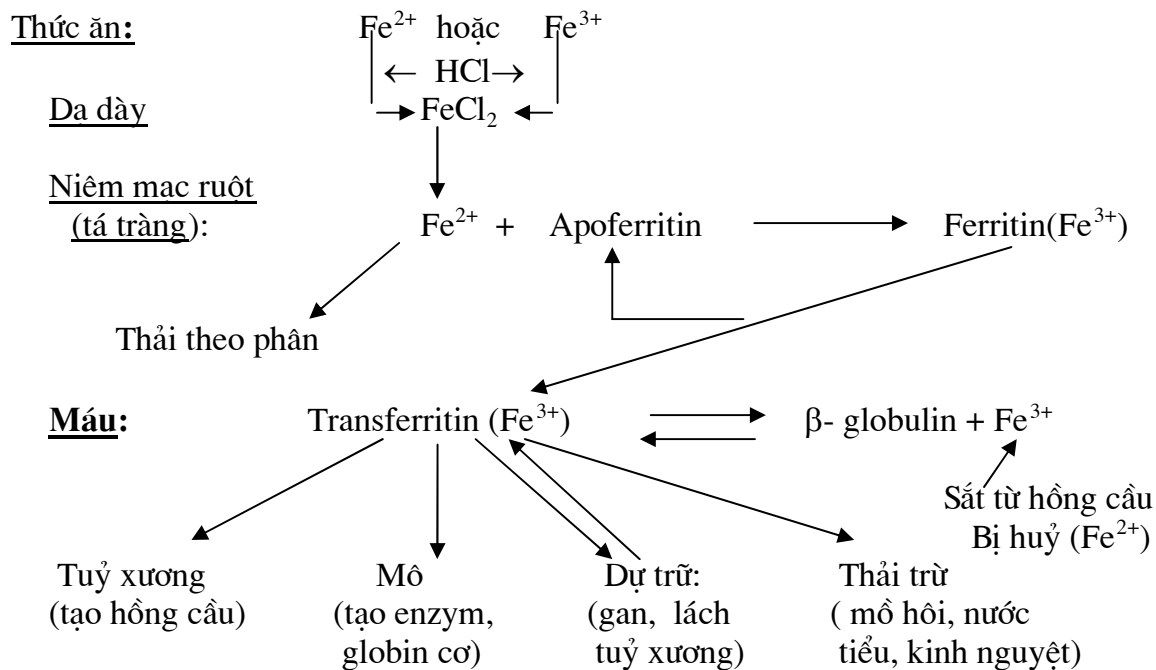 Thức ăn: Fe²⁺ hoặc Fe³⁺
← HCl→
Dạ dày FeCl₂
Niêm mạc ruột
(tá tràng): Fe²⁺ + Apoferritin Ferritin(Fe³⁺)
Thải theo phân
Máu: Transferritin (Fe³⁺) β- globulin + Fe³⁺
Sắt từ hồng cầu
Bị huỷ (Fe²⁺)
Tuỷ xương Mô Dự trữ: Thải trừ
(tạo hồng cầu) (tạo enzym, (gan, lách ( mồ hôi, nước
globin cơ) tuỷ xương) tiểu, kinh nguyệt)